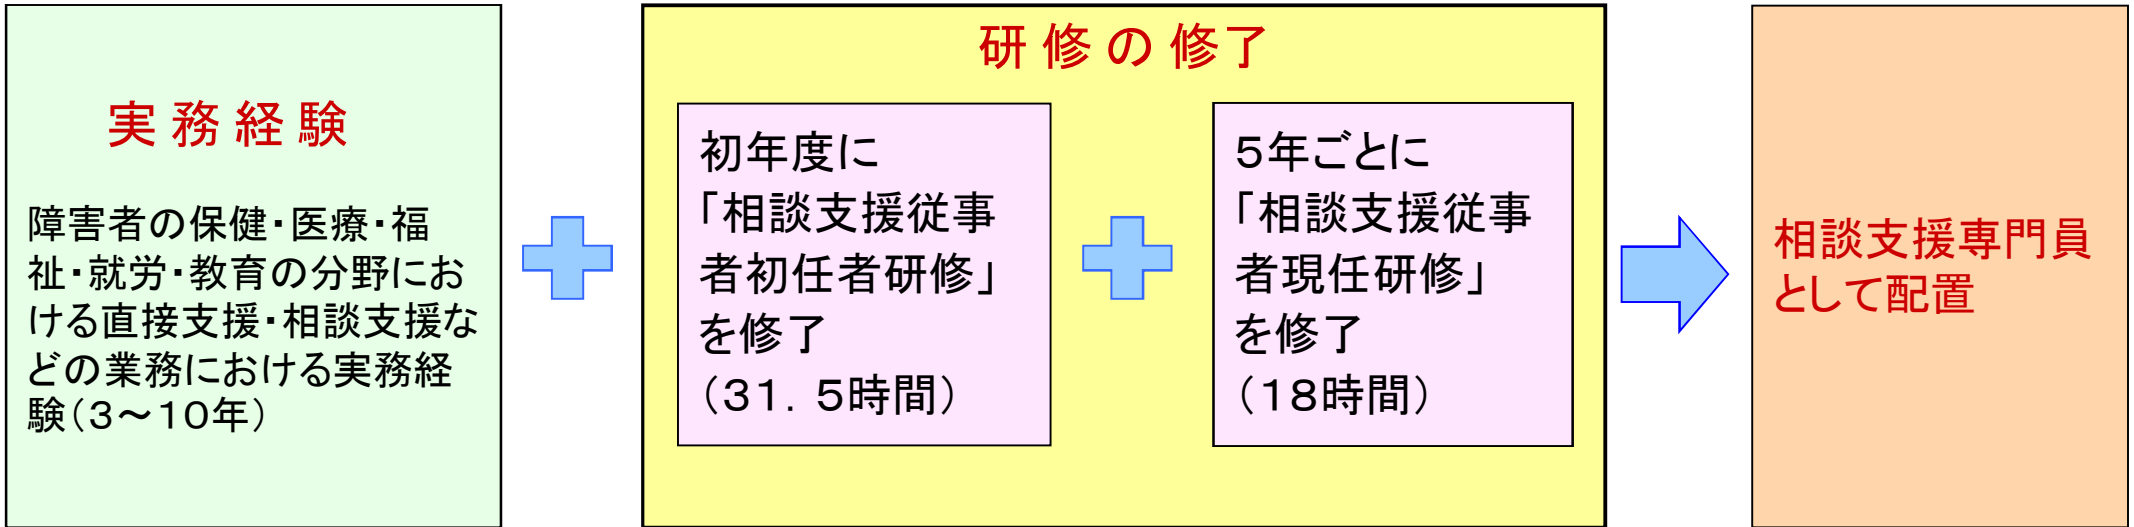 実務経験
障害者の保健・医療・福
祉・就労・教育の分野にお
ける直接支援・相談支援な
どの業務における実務経
験(3～10年)
研修の修了
初年度に
「相談支援従事
者初任者研修」
を修了
(31.5時間)
5年ごとに
「相談支援従事
者現任研修」
を修了
(18時間)
相談支援専門員
として配置